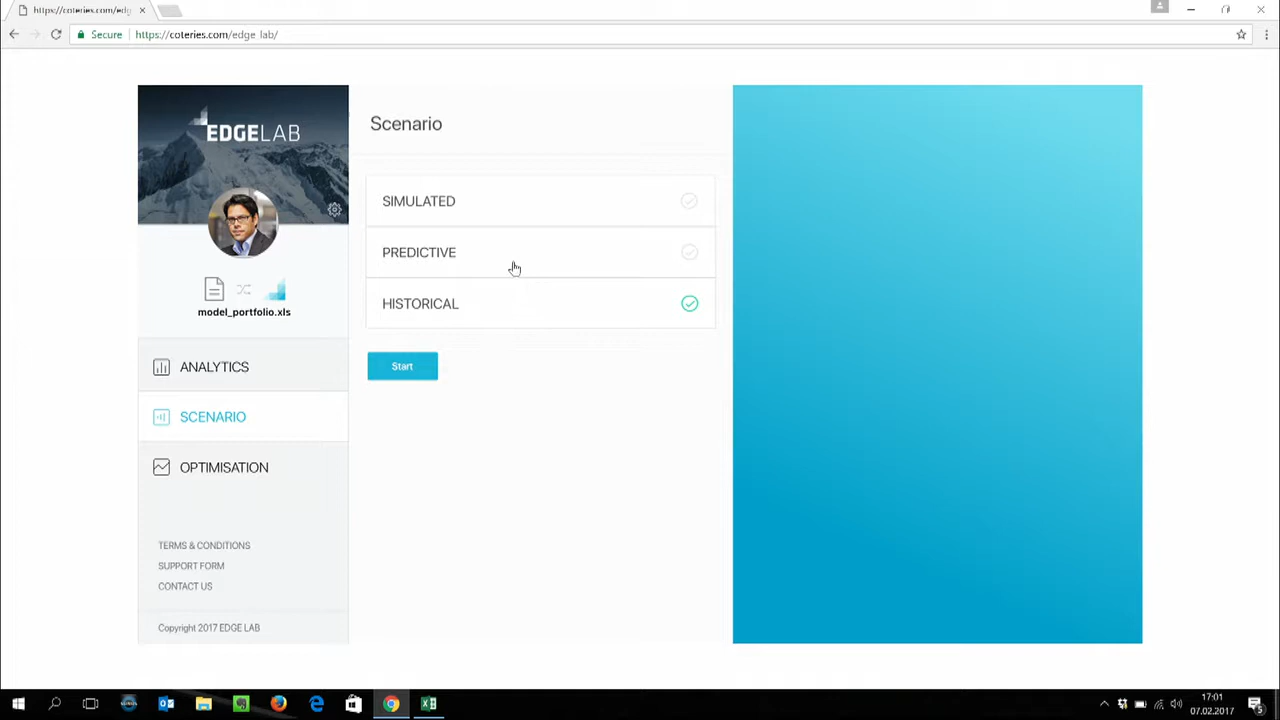 https://coteries.com/edg
Secure
https://coteries.com/edge_lab/
EDGELAB
model_portfolio.xls
ANALYTICS
SCENARIO
OPTIMISATION
TERMS & CONDITIONS
SUPPORT FORM
CONTACT US
Copyright 2017 EDGE LAB
Scenario
SIMULATED
PREDICTIVE
HISTORICAL
Start
17:01
07.02.2017
5